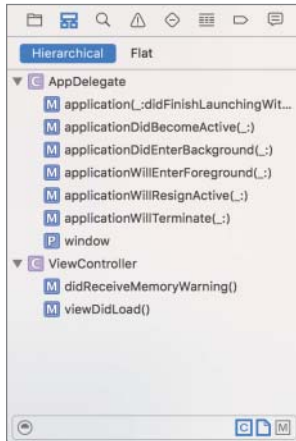 Hierarchical Flat
C AppDelegate
M application(_:didFinishLaunchingWit...
M applicationDidBecomeActive(_:)
M applicationDidEnterBackground(_:)
M applicationWillEnterForeground(_:)
M applicationWillResignActive(_:)
M applicationWillTerminate(_:)
P window
C ViewController
M didReceiveMemoryWarning()
M viewDidLoad()
C M